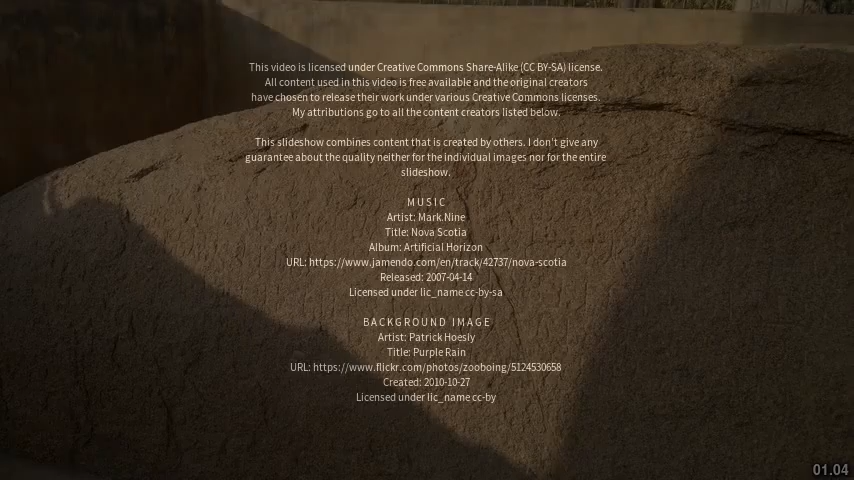 This video is licensed under Creative Commons Share-Alike (CC BY-SA) license.
All content used in this video is free available and the original creators
have chosen to release their work under various Creative Commons licenses.
My attributions go to all the content creators listed below.
This slideshow combines content that is created by others. I don't give any
guarantee about the quality neither for the individual images nor for the entire
slideshow.
MUSIC
Artist: Mark.Nine
Title: Nova Scotia
Album: Artificial Horizon
URL: https://www.jamendo.com/en/track/42737/nova-scotia
Released: 2007-04-14
Licensed under lic_name cc-by-sa
BACKGROUND IMAGE
Artist: Patrick Hoesly
Title: Purple Rain
URL: https://www.flickr.com/photos/zooboing/5124530658
Created: 2010-10-27
Licensed under lic_name cc-by
01.04